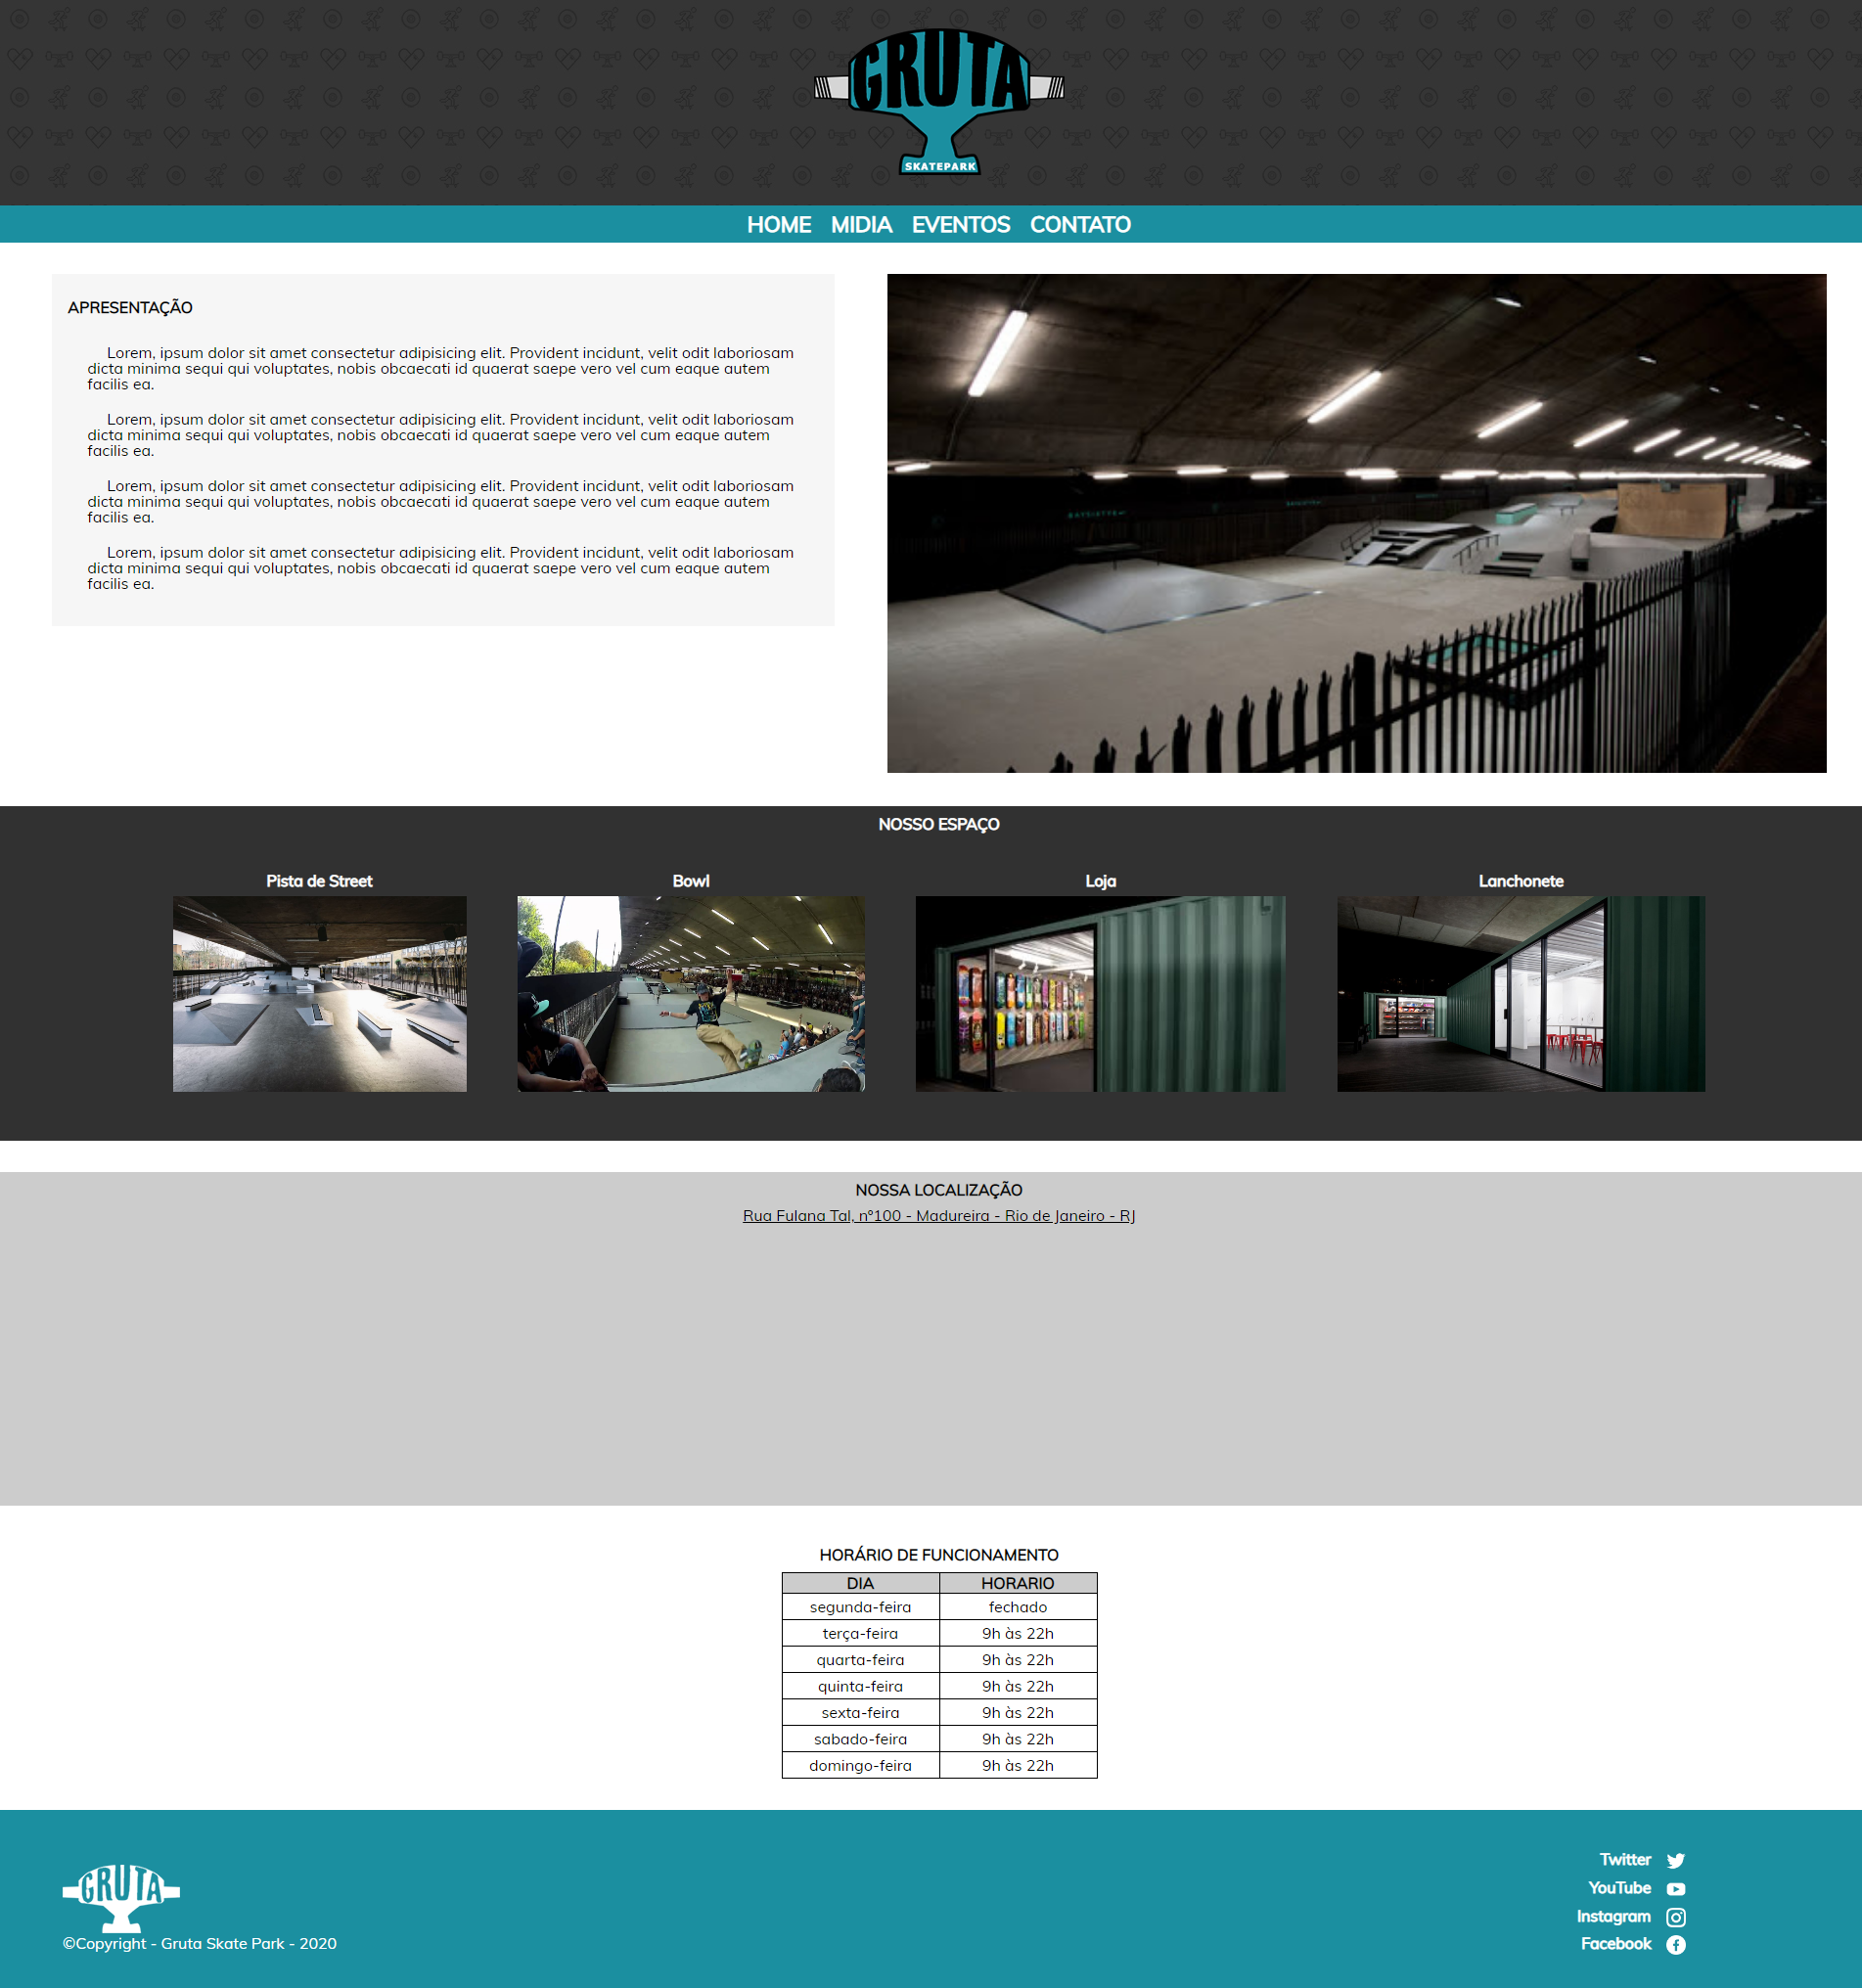 GRUTA
SKATEPARK
HOME MIDIA EVENTOS CONTATO
APRESENTAÇÃO
Lorem, ipsum dolor sit amet consectetur adipisicing elit. Provident incidunt, velit odit laboriosam
dicta minima sequi qui voluptates, nobis obcaecati id quaerat saepe vero vel cum eaque autem
facilis ea.
Lorem, ipsum dolor sit amet consectetur adipisicing elit. Provident incidunt, velit odit laboriosam
dicta minima sequi qui voluptates, nobis obcaecati id quaerat saepe vero vel cum eaque autem
facilis ea.
Lorem, ipsum dolor sit amet consectetur adipisicing elit. Provident incidunt, velit odit laboriosam
dicta minima sequi qui voluptates, nobis obcaecati id quaerat saepe vero vel cum eaque autem
facilis ea.
Lorem, ipsum dolor sit amet consectetur adipisicing elit. Provident incidunt, velit odit laboriosam
dicta minima sequi qui voluptates, nobis obcaecati id quaerat saepe vero vel cum eaque autem
facilis ea.
NOSSO ESPAÇO
Pista de Street
Bowl
Loja
Lanchonete
NOSSA LOCALIZAÇÃO
Rua Fulana Tal, nº100 - Madureira - Rio de Janeiro - RJ
HORÁRIO DE FUNCIONAMENTO
DIA HORARIO
segunda-feira fechado
terça-feira 9h às 22h
quarta-feira 9h às 22h
quinta-feira 9h às 22h
sexta-feira 9h às 22h
sabado-feira 9h às 22h
domingo-feira 9h às 22h
GRUTA
©Copyright - Gruta Skate Park - 2020
Twitter
YouTube
Instagram
Facebook